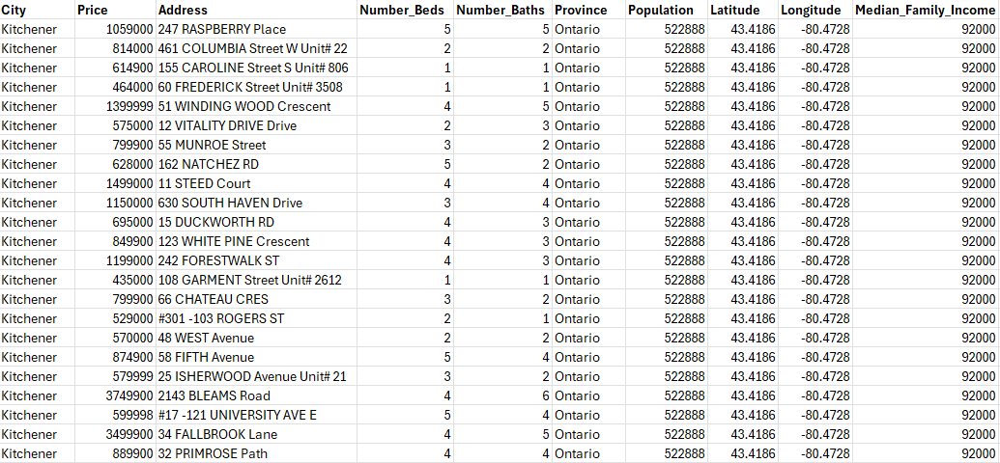 City Price Address Number_Beds Number_Baths Province Population Latitude Longitude Median_Family_Income
Kitchener 1059000 247 RASPBERRY Place 5 5 Ontario 522888 43.4186 -80.4728 92000
Kitchener 814000 461 COLUMBIA Street W Unit# 22 2 2 Ontario 522888 43.4186 -80.4728 92000
Kitchener 614900 155 CAROLINE Street S Unit# 806 1 1 Ontario 522888 43.4186 -80.4728 92000
Kitchener 464000 60 FREDERICK Street Unit# 3508 1 1 Ontario 522888 43.4186 -80.4728 92000
Kitchener 1399999 51 WINDING WOOD Crescent 4 5 Ontario 522888 43.4186 -80.4728 92000
Kitchener 575000 12 VITALITY DRIVE Drive 2 3 Ontario 522888 43.4186 -80.4728 92000
Kitchener 799900 55 MUNROE Street 3 2 Ontario 522888 43.4186 -80.4728 92000
Kitchener 628000 162 NATCHEZ RD 5 2 Ontario 522888 43.4186 -80.4728 92000
Kitchener 1499000 11 STEED Court 4 4 Ontario 522888 43.4186 -80.4728 92000
Kitchener 1150000 630 SOUTH HAVEN Drive 3 4 Ontario 522888 43.4186 -80.4728 92000
Kitchener 695000 15 DUCKWORTH RD 4 3 Ontario 522888 43.4186 -80.4728 92000
Kitchener 849900 123 WHITE PINE Crescent 4 3 Ontario 522888 43.4186 -80.4728 92000
Kitchener 1199000 242 FORESTWALK ST 4 3 Ontario 522888 43.4186 -80.4728 92000
Kitchener 435000 108 GARMENT Street Unit# 2612 1 1 Ontario 522888 43.4186 -80.4728 92000
Kitchener 799900 66 CHATEAU CRES 3 2 Ontario 522888 43.4186 -80.4728 92000
Kitchener 529000 #301 -103 ROGERS ST 2 1 Ontario 522888 43.4186 -80.4728 92000
Kitchener 570000 48 WEST Avenue 2 2 Ontario 522888 43.4186 -80.4728 92000
Kitchener 874900 58 FIFTH Avenue 5 4 Ontario 522888 43.4186 -80.4728 92000
Kitchener 579999 25 ISHERWOOD Avenue Unit# 21 3 2 Ontario 522888 43.4186 -80.4728 92000
Kitchener 3749900 2143 BLEAMS Road 4 6 Ontario 522888 43.4186 -80.4728 92000
Kitchener 599998 #17 -121 UNIVERSITY AVE E 5 4 Ontario 522888 43.4186 -80.4728 92000
Kitchener 3499900 34 FALLBROOK Lane 4 5 Ontario 522888 43.4186 -80.4728 92000
Kitchener 889900 32 PRIMROSE Path 4 4 Ontario 522888 43.4186 -80.4728 92000